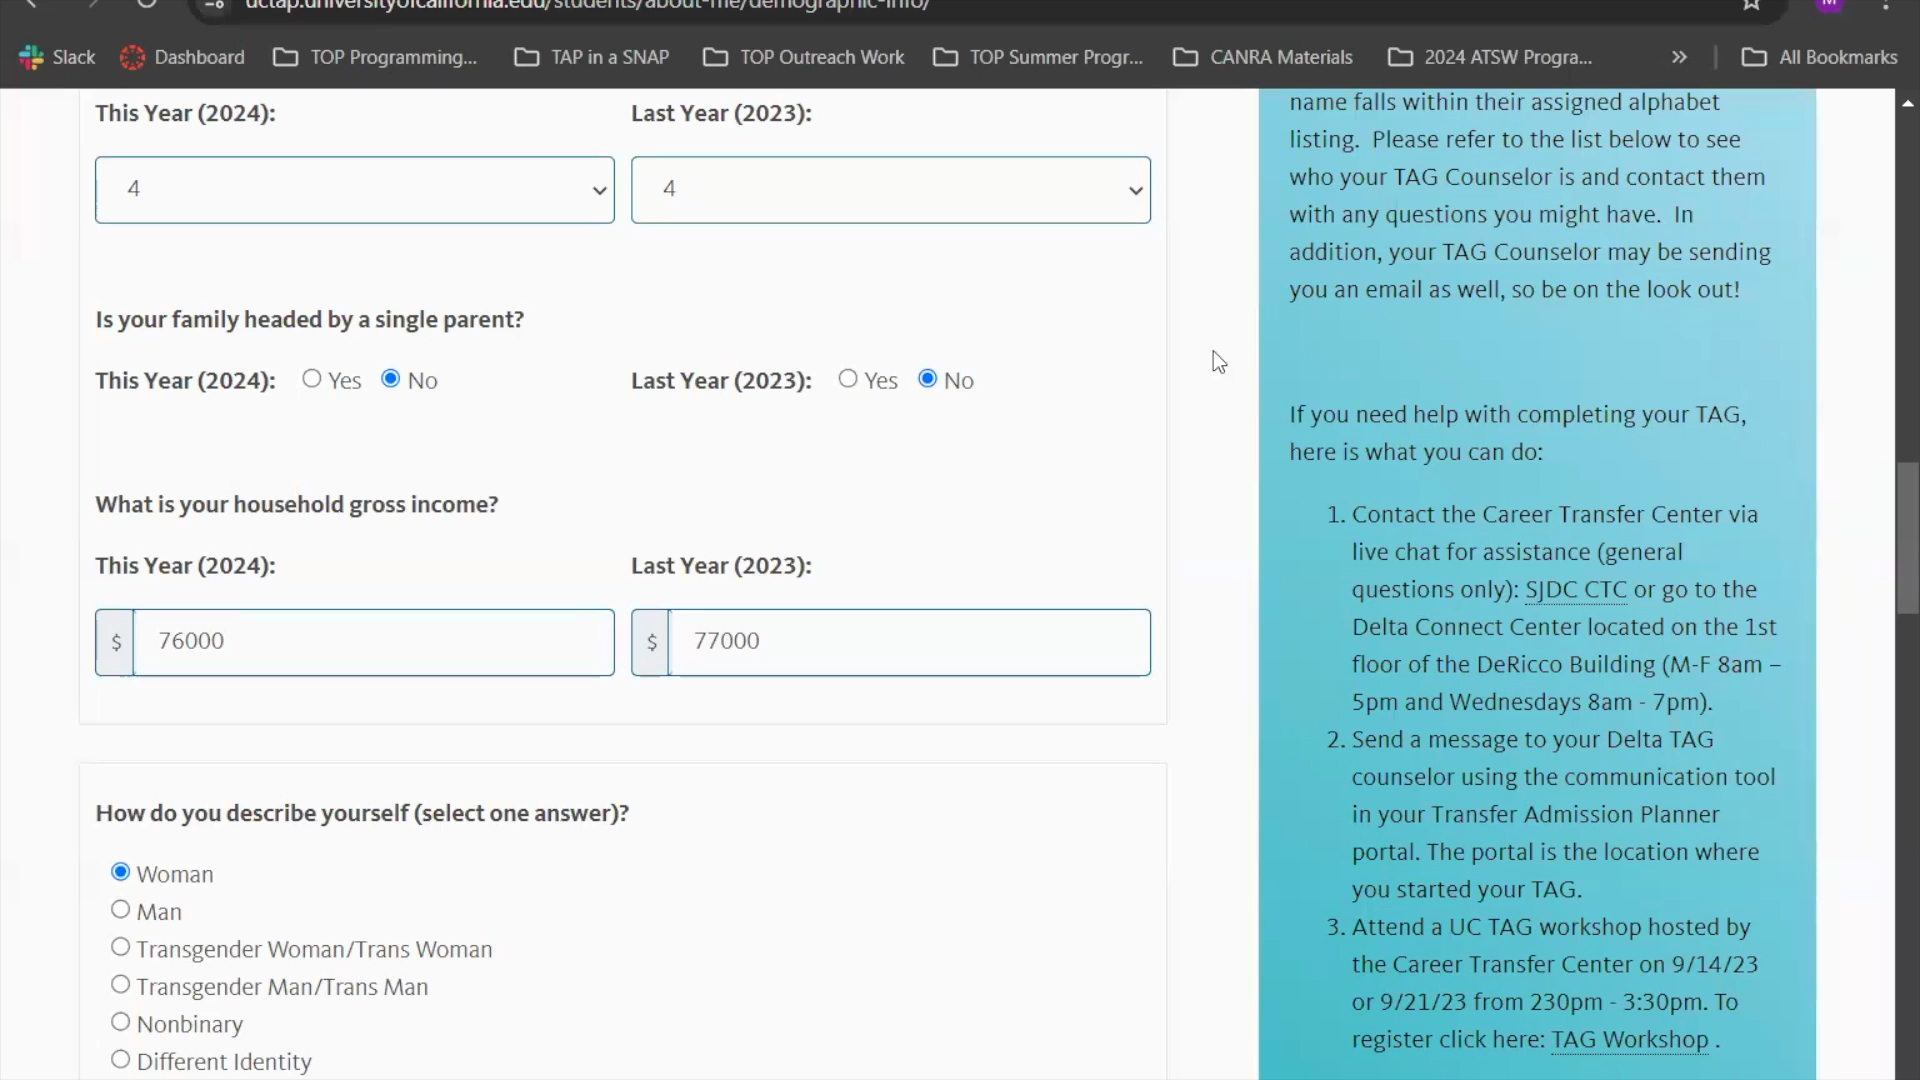 uctap.universityofcalifornia.edu/students/about-me/demographic-info/
M
Slack
Dashboard
TOP Programming...
TAP in a SNAP
TOP Outreach Work
TOP Summer Progr...
CANRA Materials
2024 ATSW Progra...
»
All Bookmarks
This Year (2024):
Last Year (2023):
4
4
Is your family headed by a single parent?
This Year (2024): Yes No
Last Year (2023): Yes No
What is your household gross income?
This Year (2024):
Last Year (2023):
$ 76000
$ 77000
How do you describe yourself (select one answer)?
Woman
Man
Transgender Woman/Trans Woman
Transgender Man/Trans Man
Nonbinary
Different Identity
name falls within their assigned alphabet
listing. Please refer to the list below to see
who your TAG Counselor is and contact them
with any questions you might have. In
addition, your TAG Counselor may be sending
you an email as well, so be on the look out!
If you need help with completing your TAG,
here is what you can do:
1. Contact the Career Transfer Center via
live chat for assistance (general
questions only): SJDC CTC or go to the
Delta Connect Center located on the 1st
floor of the DeRicco Building (M-F 8am –
5pm and Wednesdays 8am - 7pm).
2. Send a message to your Delta TAG
counselor using the communication tool
in your Transfer Admission Planner
portal. The portal is the location where
you started your TAG.
3. Attend a UC TAG workshop hosted by
the Career Transfer Center on 9/14/23
or 9/21/23 from 230pm - 3:30pm. To
register click here: TAG Workshop .